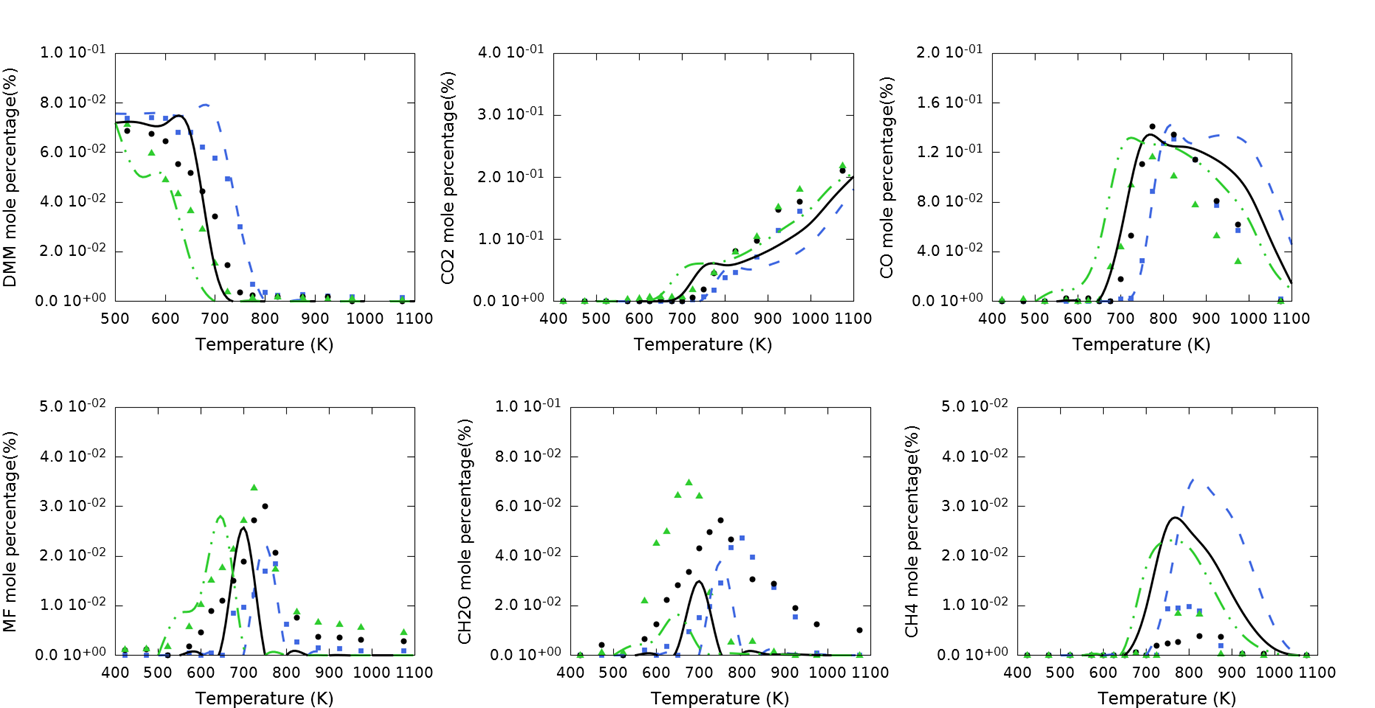 DMM mole percentage(%)
1.0 10-01
8.0 10-02
6.0 10-02
4.0 10-02
2.0 10-02
0.0 10+00
500 600 700 800 900 1000 1100
Temperature (K)
CO2 mole percentage(%)
4.0 10-01
3.0 10-01
2.0 10-01
1.0 10-01
0.0 10+00
400 500 600 700 800 900 1000 1100
Temperature (K)
CO mole percentage(%)
2.0 10-01
1.6 10-01
1.2 10-01
8.0 10-02
4.0 10-02
0.0 10+00
400 500 600 700 800 900 1000 1100
Temperature (K)
MF mole percentage(%)
5.0 10-02
4.0 10-02
3.0 10-02
2.0 10-02
1.0 10-02
0.0 10+00
400 500 600 700 800 900 1000 1100
Temperature (K)
CH2O mole percentage(%)
1.0 10-01
8.0 10-02
6.0 10-02
4.0 10-02
2.0 10-02
0.0 10+00
400 500 600 700 800 900 1000 1100
Temperature (K)
CH4 mole percentage(%)
5.0 10-02
4.0 10-02
3.0 10-02
2.0 10-02
1.0 10-02
0.0 10+00
400 500 600 700 800 900 1000 1100
Temperature (K)